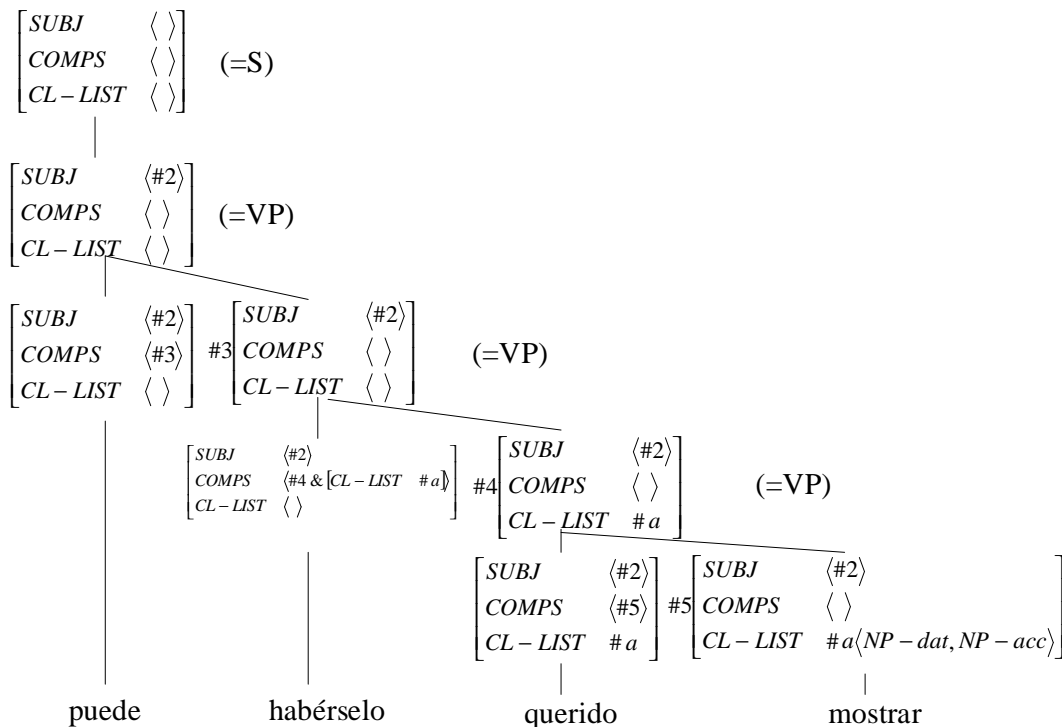 SUBJ ⟨ ⟩
COMPS ⟨ ⟩ (=S)
CL – LIST ⟨ ⟩
SUBJ ⟨#2⟩
COMPS ⟨ ⟩ (=VP)
CL – LIST ⟨ ⟩
SUBJ ⟨#2⟩
COMPS ⟨#3⟩
CL – LIST ⟨ ⟩
#3
SUBJ ⟨#2⟩
COMPS ⟨ ⟩ (=VP)
CL – LIST ⟨ ⟩
SUBJ ⟨#2⟩
COMPS ⟨#4 & [CL – LIST # a]⟩
CL – LIST ⟨ ⟩
#4
SUBJ ⟨#2⟩
COMPS ⟨ ⟩ (=VP)
CL – LIST # a
SUBJ ⟨#2⟩
COMPS ⟨#5⟩
CL – LIST # a
#5
SUBJ ⟨#2⟩
COMPS ⟨ ⟩
CL – LIST # a⟨NP – dat, NP – acc⟩
puede habérselo querido mostrar